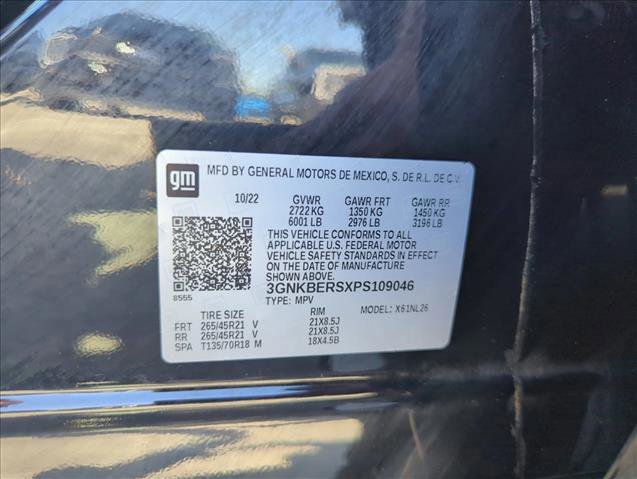 gm
MFD BY GENERAL MOTORS DE MEXICO, S. DE R.L. DE C.V.
10/22 GVWR GAWR FRT GAWR RR
2722 KG 1350 KG 1450 KG
6001 LB 2976 LB 3196 LB
THIS VEHICLE CONFORMS TO ALL
APPLICABLE U.S. FEDERAL MOTOR
VEHICLE SAFETY STANDARDS IN EFFECT
ON THE DATE OF MANUFACTURE
SHOWN ABOVE.
8555 3GNKBERSXPS109046
TYPE: MPV MODEL: X61NL26
TIRE SIZE RIM
FRT 265/45R21 V 21X8.5J
RR 265/45R21 V 21X8.5J
SPA T135/70R18 M 18X4.5B